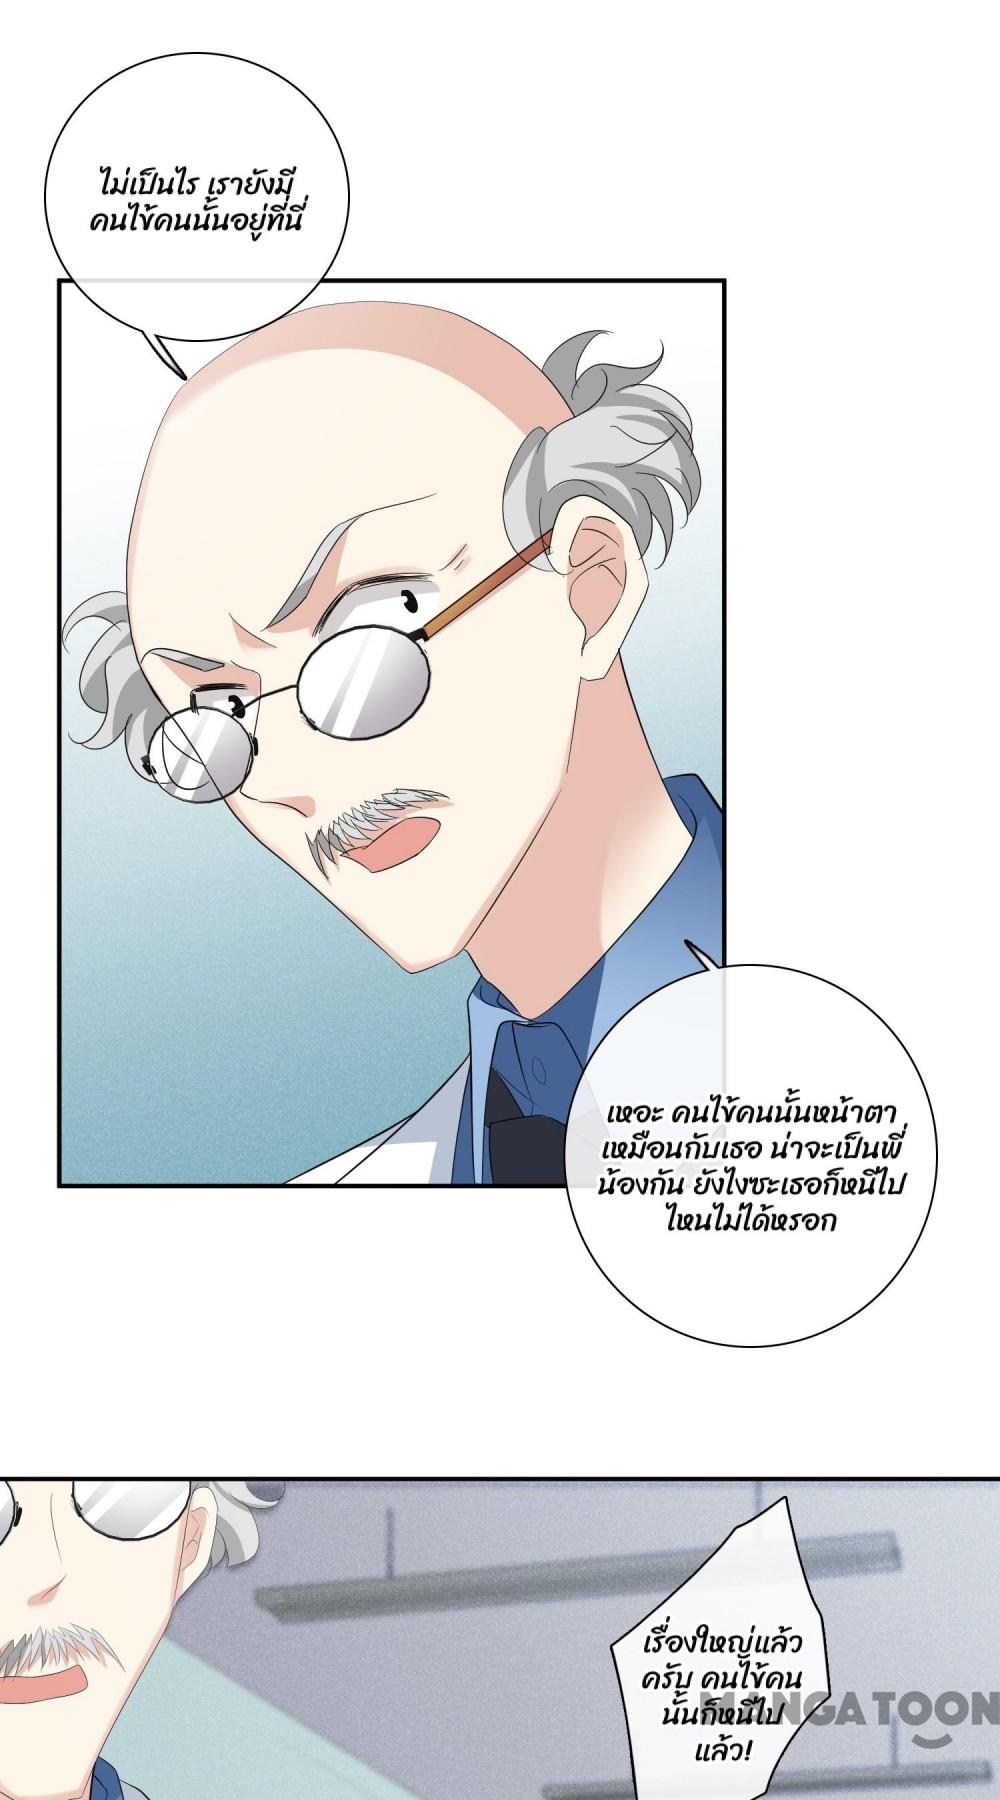 ไม่เป็นไร เรายังมี
คนไข้คนนั้นอยู่ที่นี่
เหอะ คนไข้คนนั้นหน้าตา
เหมือนกับเธอ น่าจะเป็นพี่
น้องกัน ยังไงซะเธอก็หนีไป
ไหนไม่ได้หรอก
เรื่องใหญ่แล้ว
ครับ คนไข้คน
นั้นก็หนีไป
แล้ว!
MANGATOON